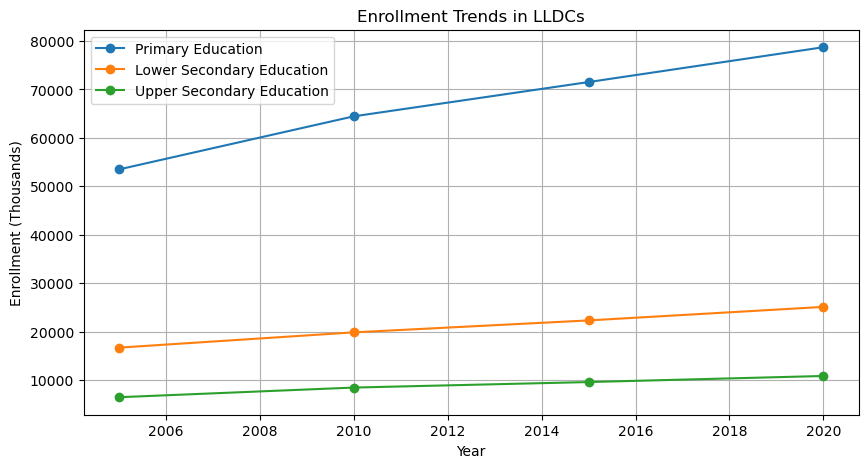 Enrollment Trends in LLDCs
Primary Education
Lower Secondary Education
Upper Secondary Education
Enrollment (Thousands)
80000
70000
60000
50000
40000
30000
20000
10000
2006 2008 2010 2012 2014 2016 2018 2020
Year